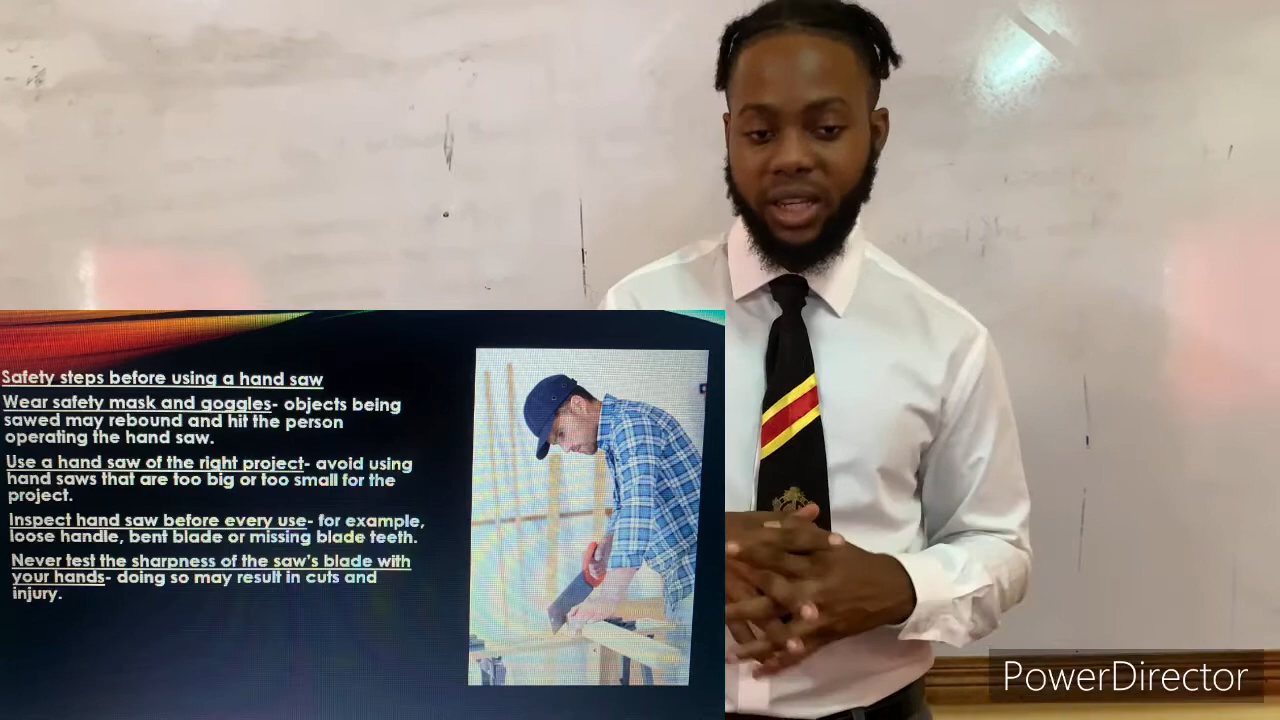 Safety steps before using a hand saw
Wear safety mask and goggles- objects being
sawed may rebound and hit the person
operating the hand saw.
Use a hand saw of the right project- avoid using
hand saws that are too big or too small for the
project.
Inspect hand saw before every use- for example,
loose handle, bent blade or missing blade teeth.
Never test the sharpness of the saw's blade with
your hands- doing so may result in cuts and
injury.
PowerDirector